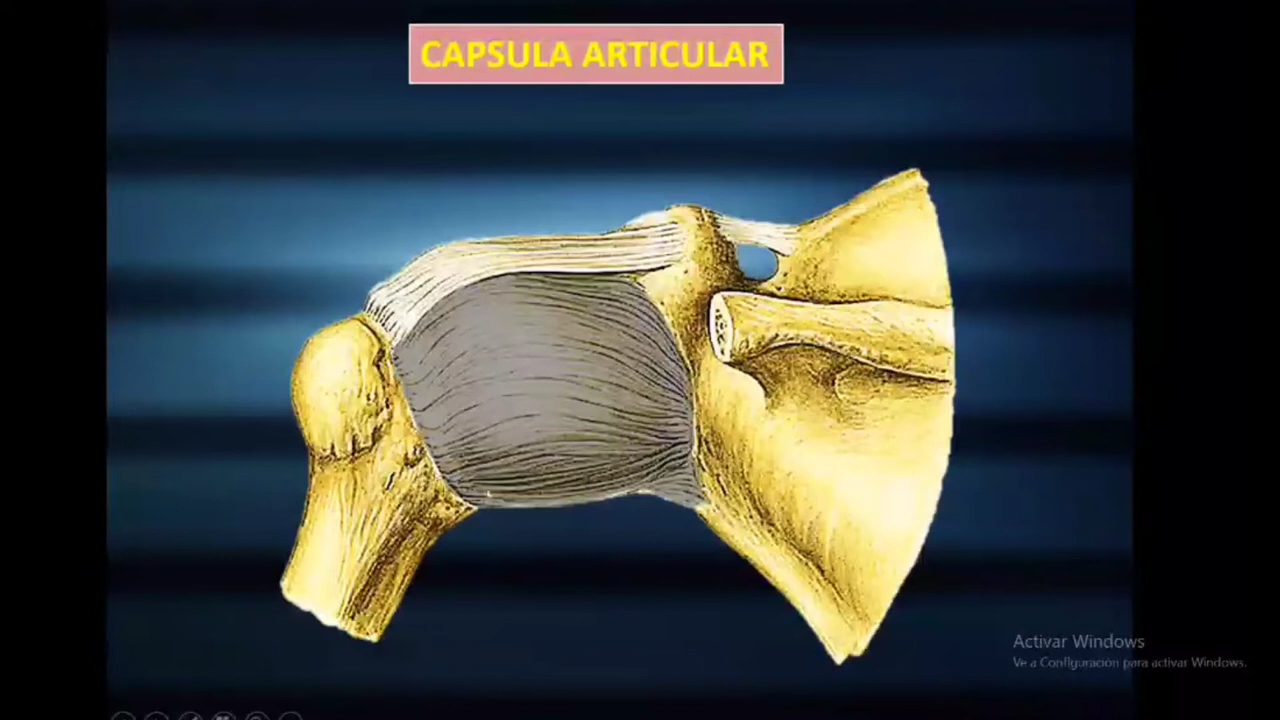 CAPSULA ARTICULAR
Activar Windows
Ve a Configuración para activar Windows.